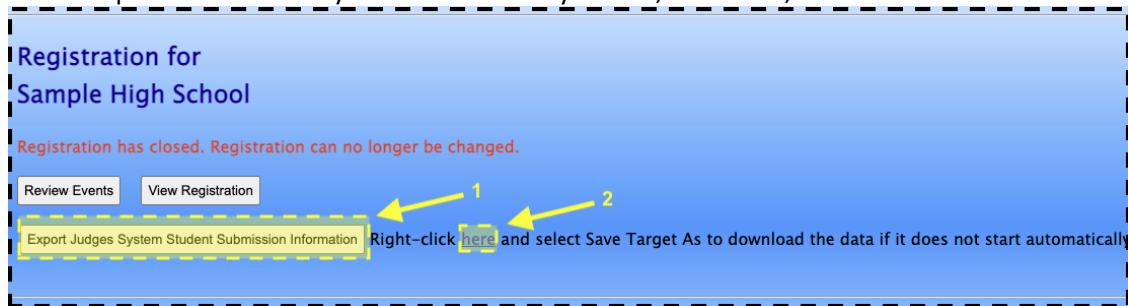 Registration for
Sample High School
Registration has closed. Registration can no longer be changed.
Review Events View Registration
1
2
Export Judges System Student Submission Information Right-click here and select Save Target As to download the data if it does not start automatically